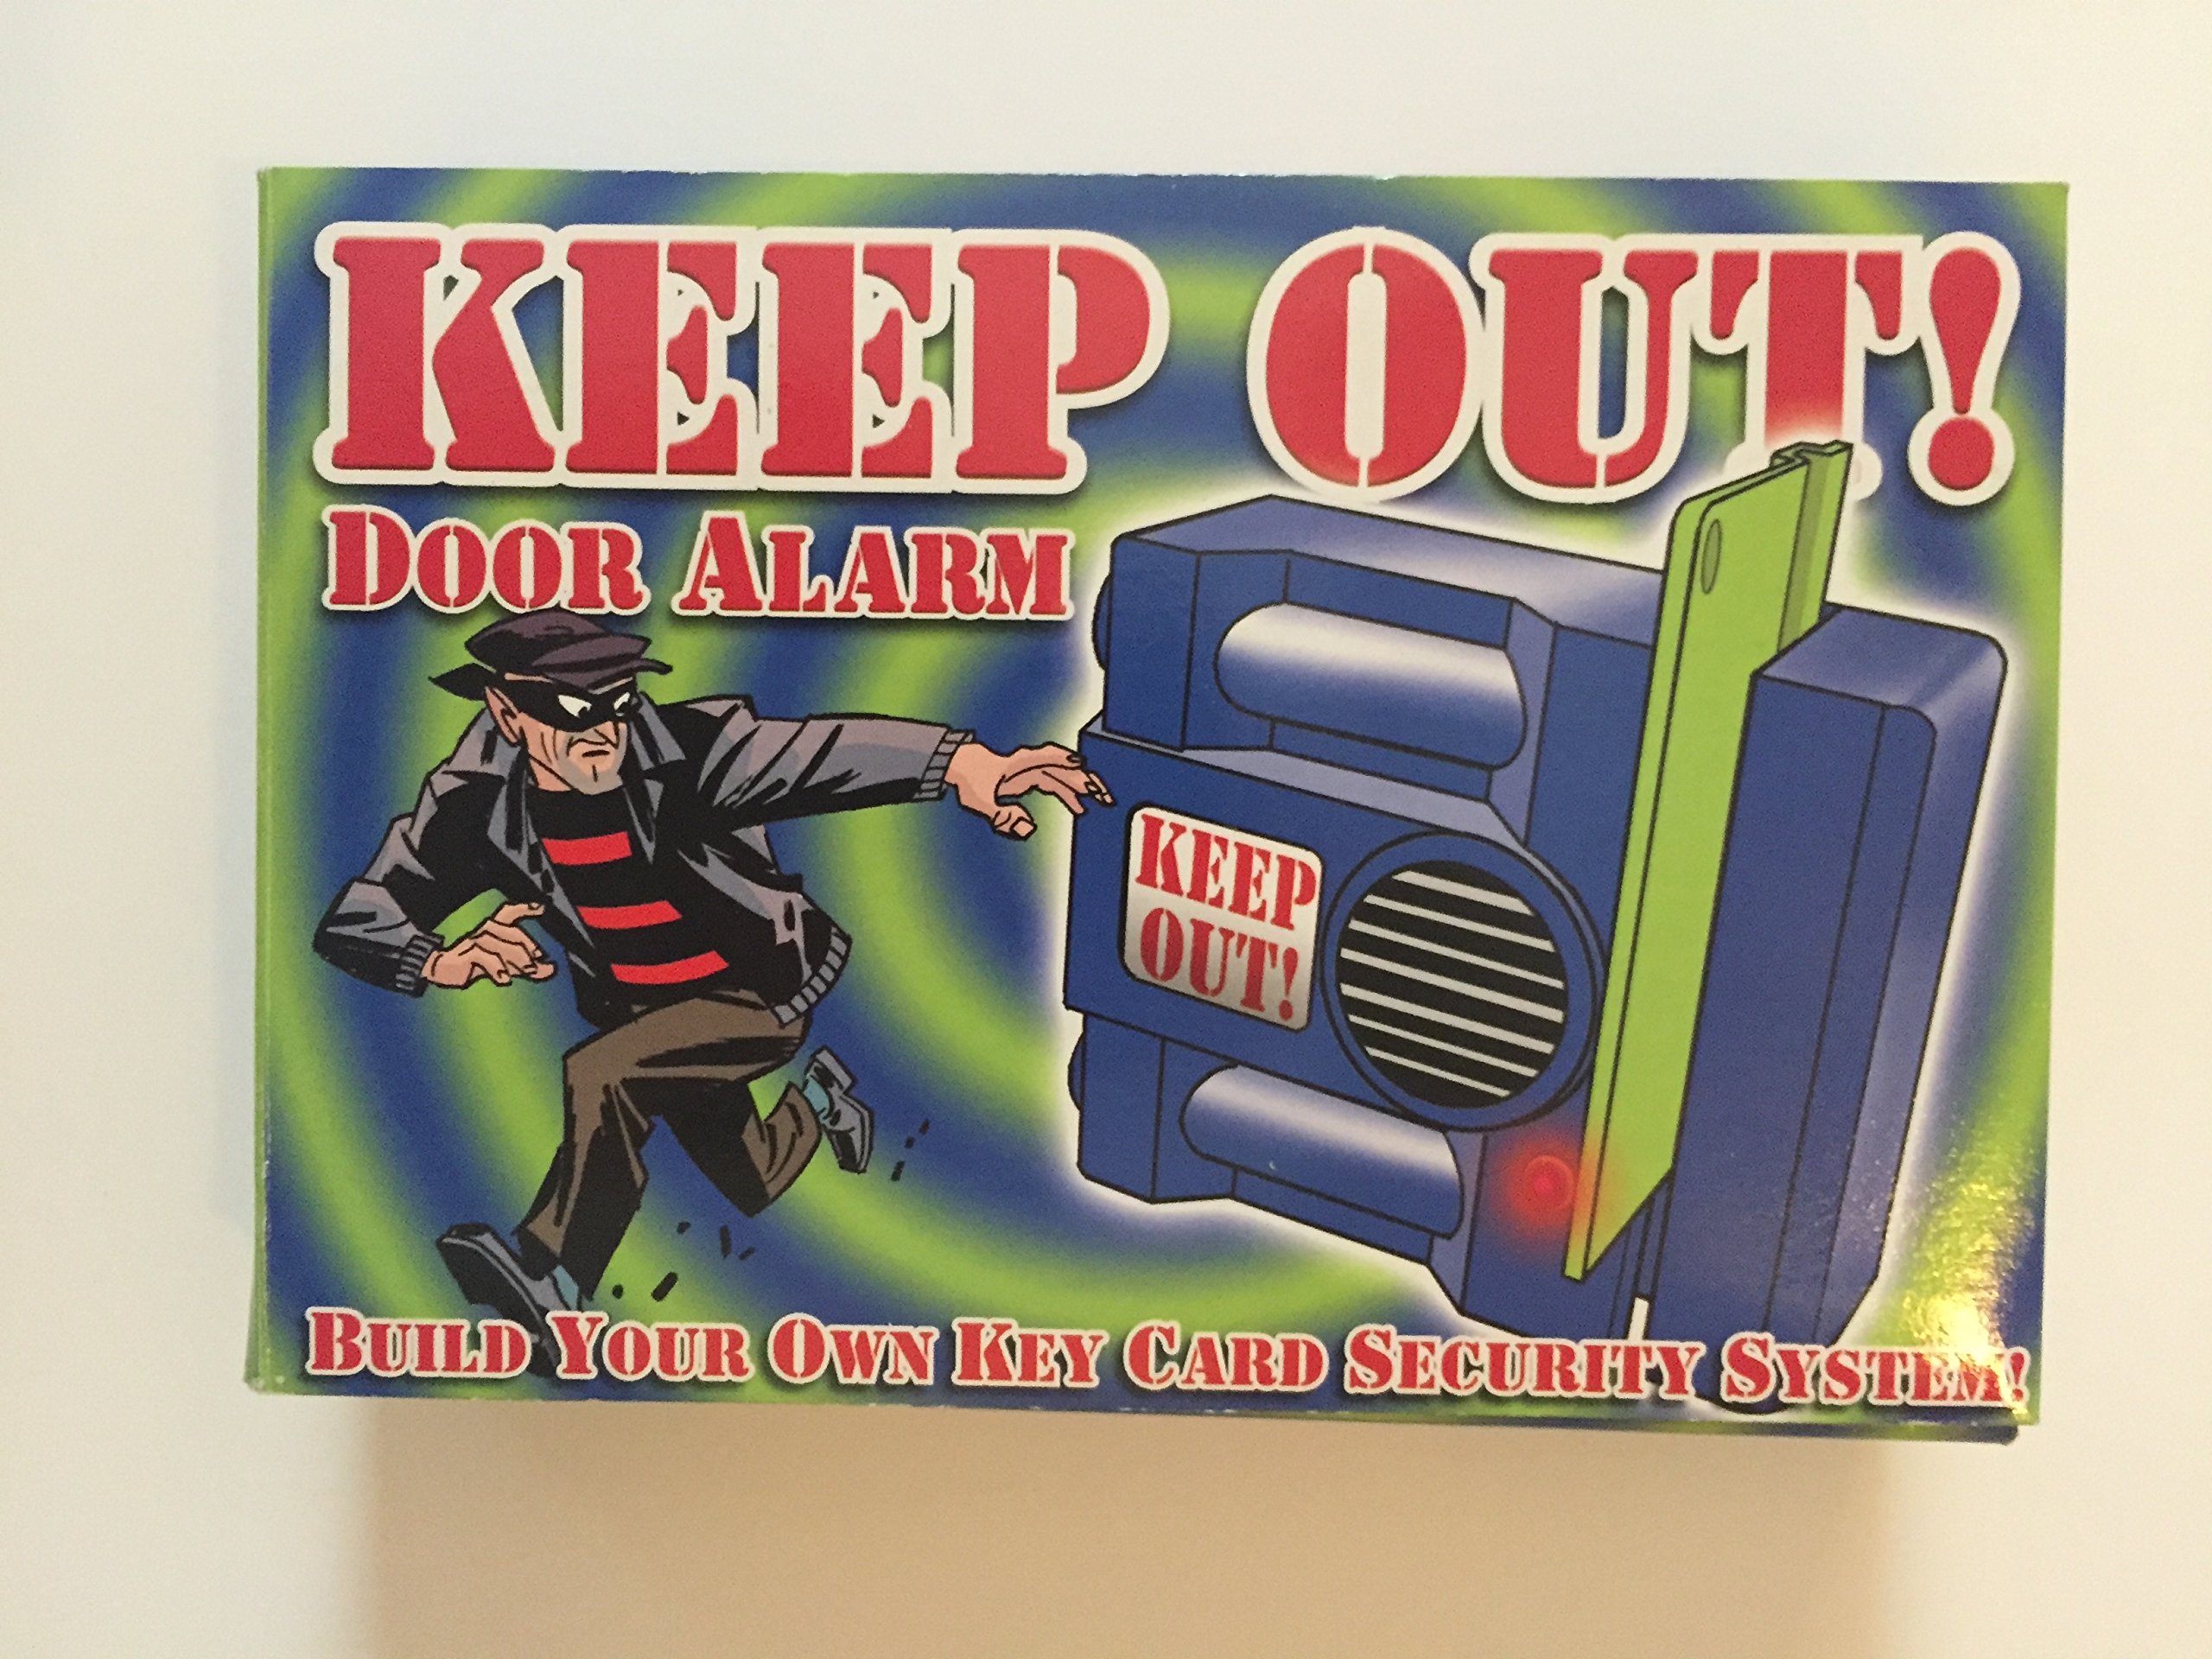 KEEP OUT!
DOOR ALARM
KEEP
OUT!
BUILD YOUR OWN KEY CARD SECURITY SYSTEM!